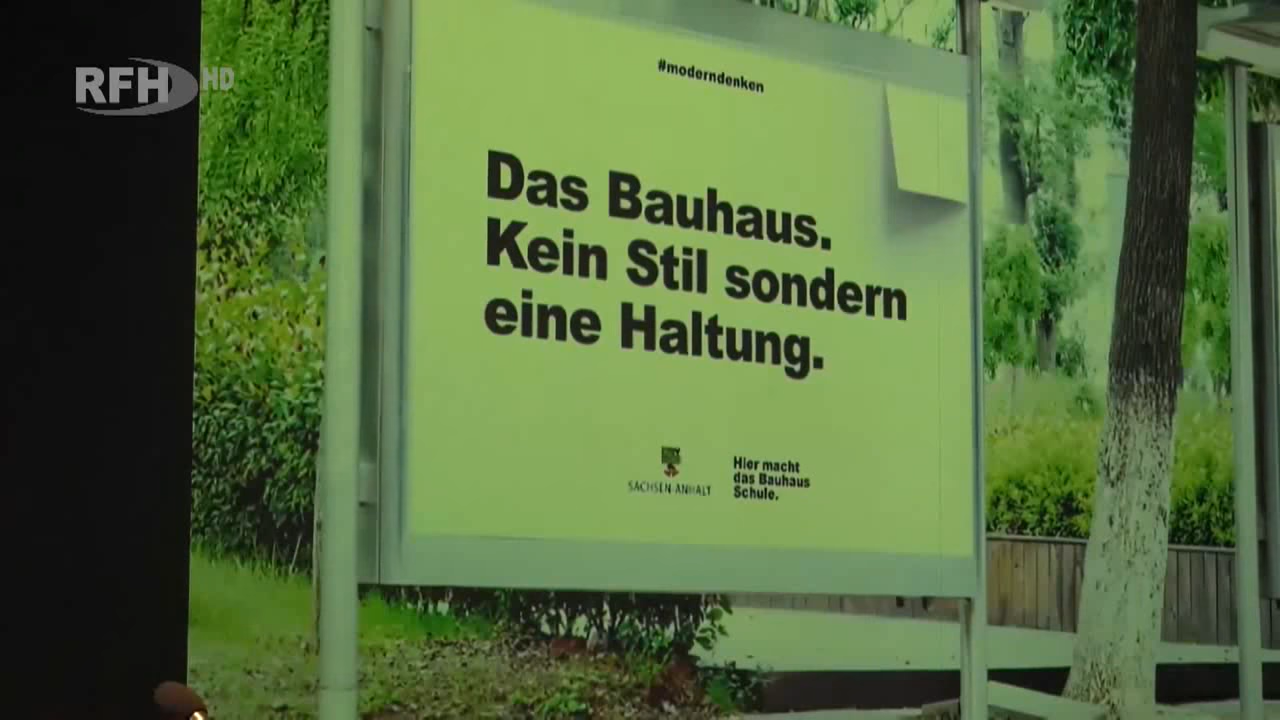 RFH HD
#moderndenken
Das Bauhaus.
Kein Stil sondern
eine Haltung.
SACHSEN-ANHALT
Hier macht
das Bauhaus
Schule.